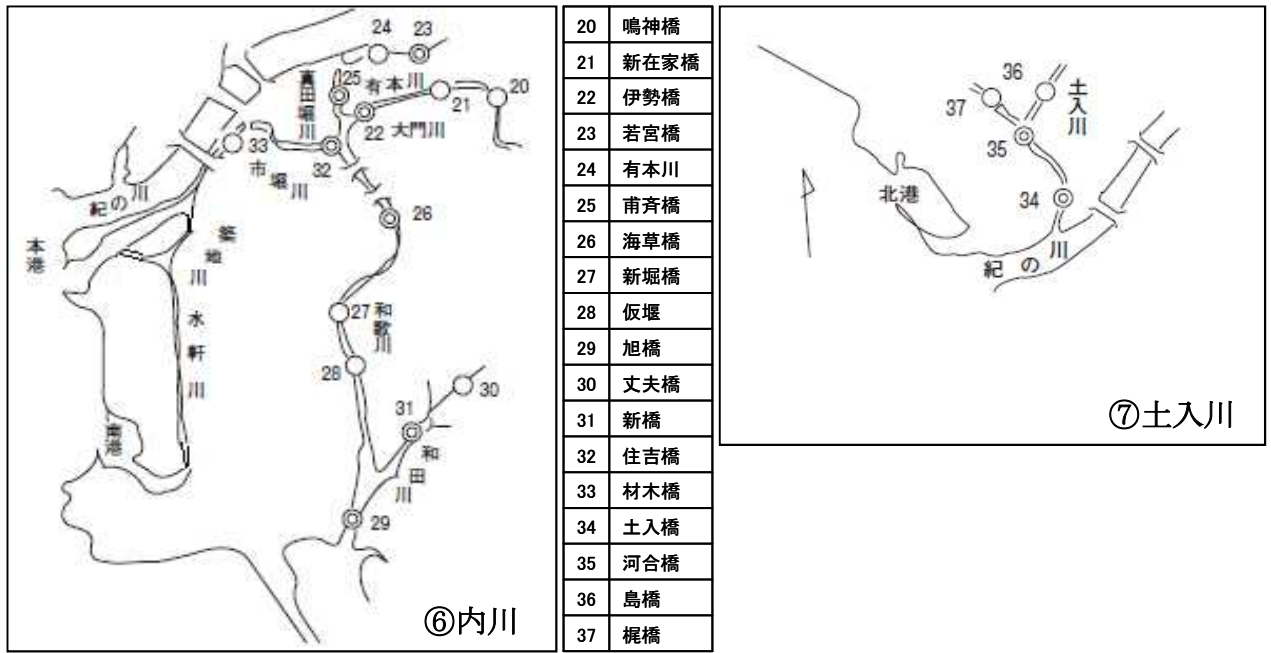 24
23
真田堀川
25
有本川
20
21
22
大門川
33
32
市堀川
紀の川
26
本港
築地川
水軒川
27
和歌川
28
30
31
和田川
29
⑥内川
20 鳴神橋
21 新在家橋
22 伊勢橋
23 若宮橋
24 有本川
25 甫斉橋
26 海草橋
27 新堀橋
28 仮堰
29 旭橋
30 丈夫橋
31 新橋
32 住吉橋
33 材木橋
34 土入橋
35 河合橋
36 島橋
37 梶橋
36
37
土入川
35
34
北港
紀の川
⑦土入川